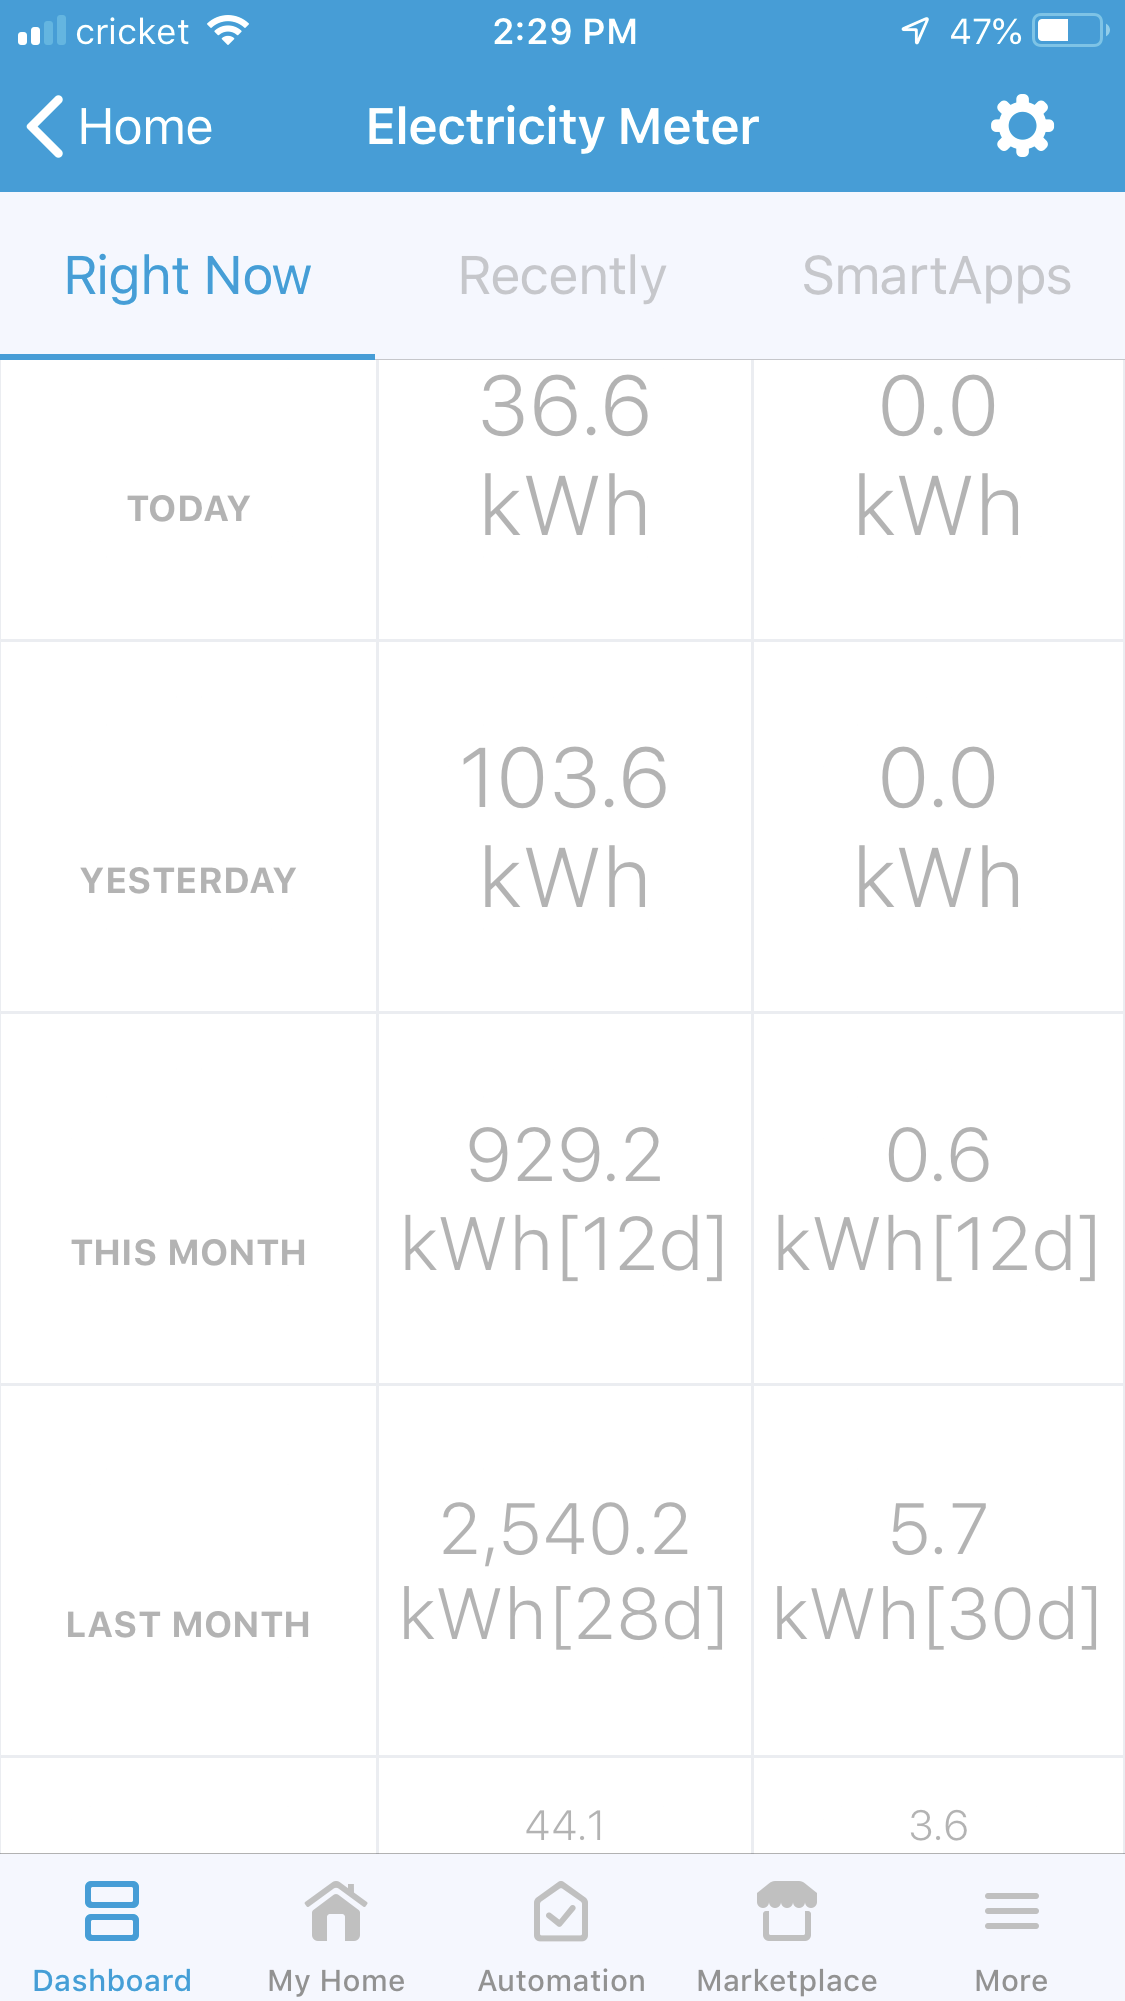 cricket 2:29 PM 47%
Home Electricity Meter
Right Now Recently SmartApps
TODAY
36.6
kWh
0.0
kWh
YESTERDAY
103.6
kWh
0.0
kWh
THIS MONTH
929.2
kWh[12d]
0.6
kWh[12d]
LAST MONTH
2,540.2
kWh[28d]
5.7
kWh[30d]
44.1 3.6
Dashboard My Home Automation Marketplace More